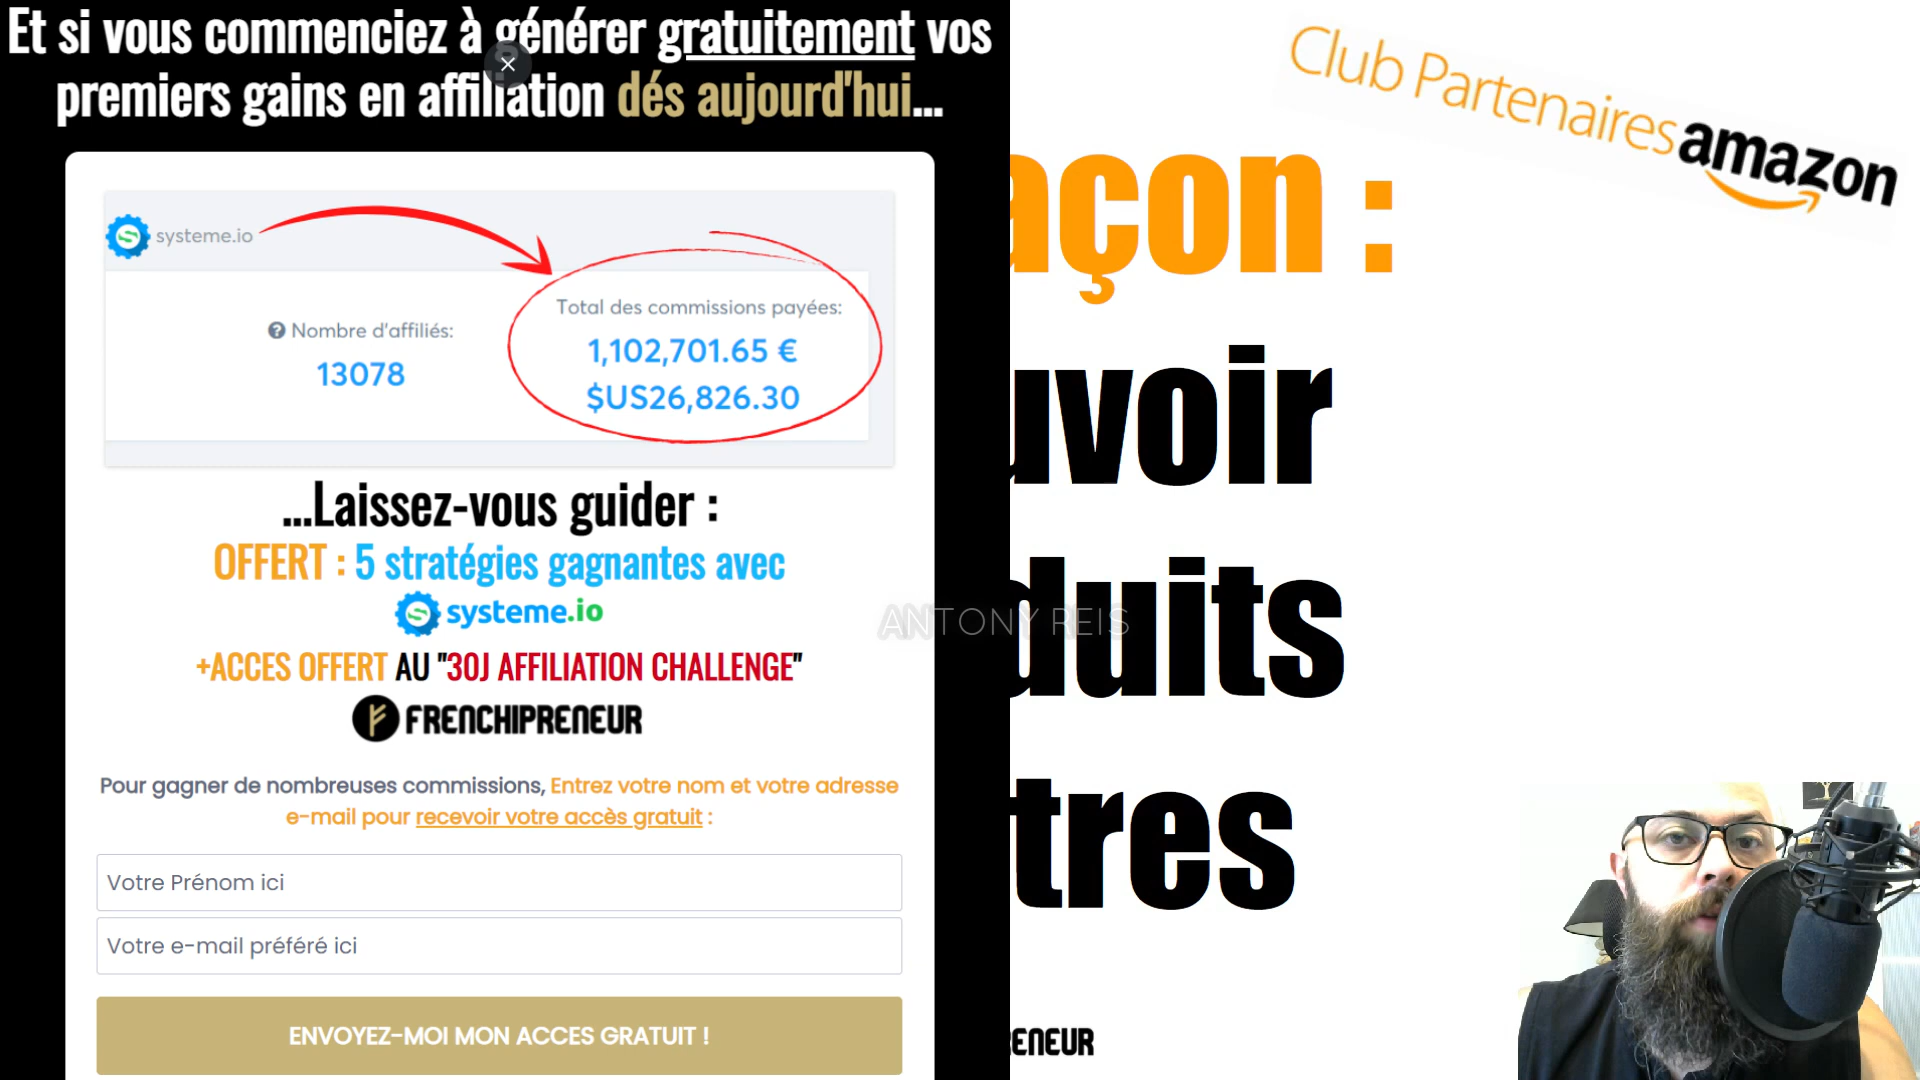 Et si vous commenciez à générer gratuitement vos
premiers gains en affiliation dés aujourd'hui...
systeme.io
Nombre d'affiliés:
13078
Total des commissions payées:
1,102,701.65 €
$US26,826.30
...Laissez-vous guider :
OFFERT : 5 stratégies gagnantes avec
systeme.io
+ACCES OFFERT AU "30J AFFILIATION CHALLENGE"
FRENCHIPRENEUR
Pour gagner de nombreuses commissions, Entrez votre nom et votre adresse
e-mail pour recevoir votre accès gratuit :
Votre Prénom ici
Votre e-mail préféré ici
ENVOYEZ-MOI MON ACCES GRATUIT !
ANTONY REIS
Club Partenaires amazon
açon :
uvoir
duits
tres
ENEUR